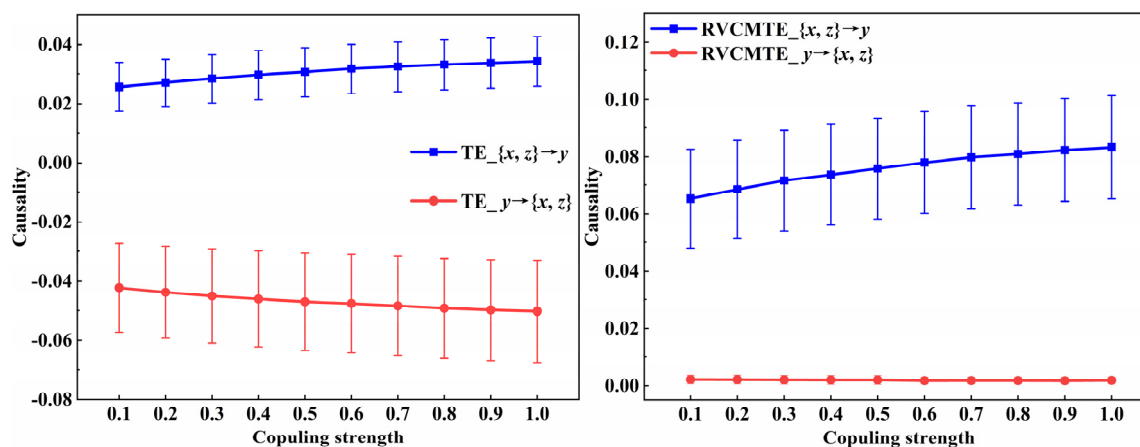 0.04
0.02
0.00
-0.02
-0.04
-0.06
-0.08
Causality
TE_{x, z}→y
TE_ y→{x, z}
0.1 0.2 0.3 0.4 0.5 0.6 0.7 0.8 0.9 1.0
Copuling strength
RVCMTE_{x, z}→y
RVCMTE_ y→{x, z}
0.12
0.10
0.08
0.06
0.04
0.02
0.00
Causality
0.1 0.2 0.3 0.4 0.5 0.6 0.7 0.8 0.9 1.0
Copuling strength